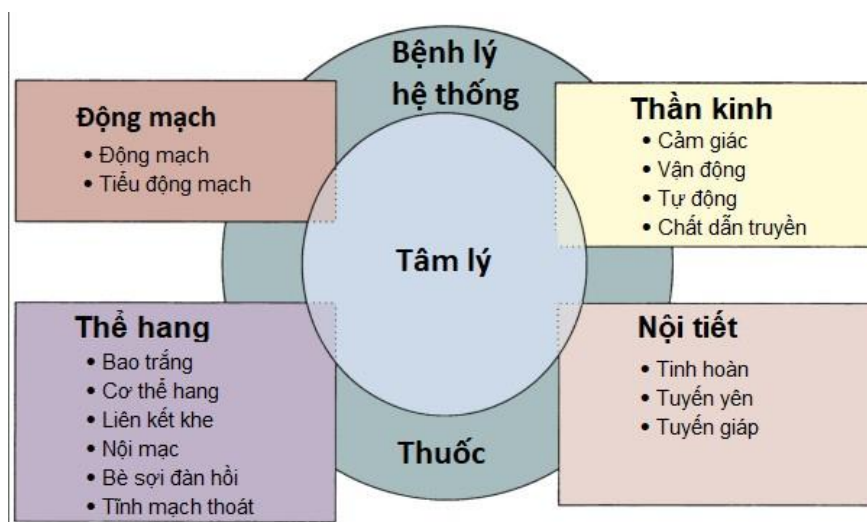 Bệnh lý
hệ thống
Động mạch
• Động mạch
• Tiểu động mạch
Thần kinh
• Cảm giác
• Vận động
• Tự động
• Chất dẫn truyền
Tâm lý
Thể hang
• Bao trắng
• Cơ thể hang
• Liên kết khe
• Nội mạc
• Bè sợi đàn hồi
• Tĩnh mạch thoát
Nội tiết
• Tinh hoàn
• Tuyến yên
• Tuyến giáp
Thuốc